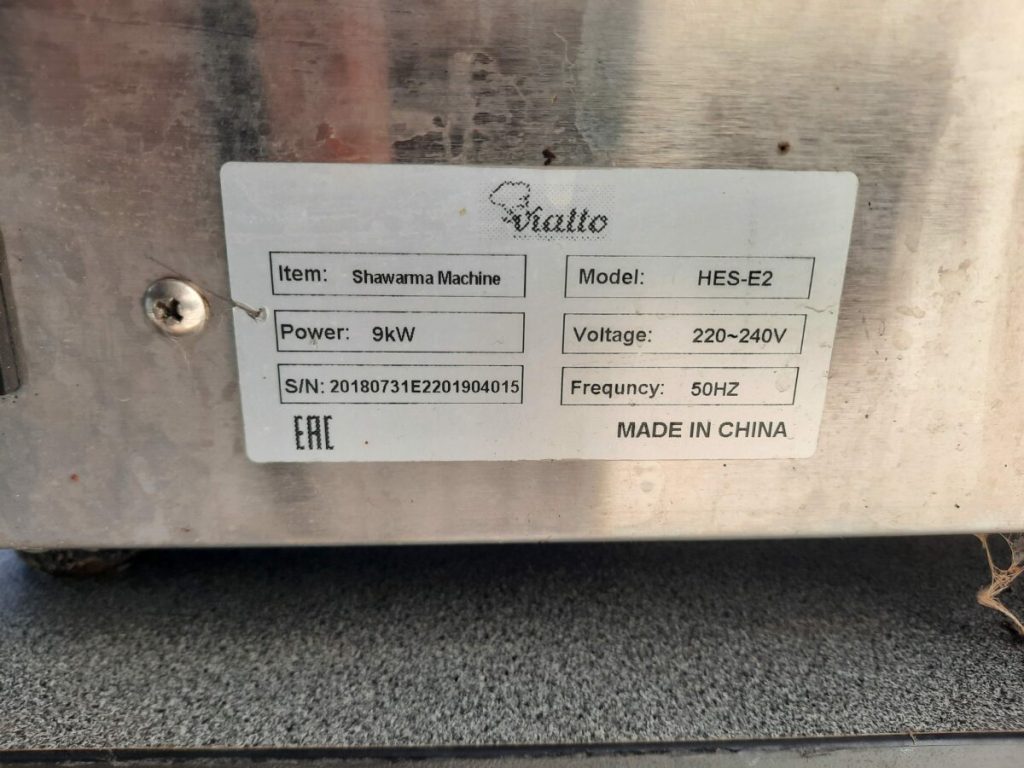 Viatto
Item: Shawarma Machine
Model: HES-E2
Power: 9kW
Voltage: 220~240V
S/N: 20180731E2201904015
Frequncy: 50HZ
EAC
MADE IN CHINA